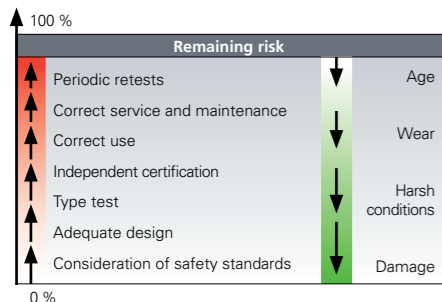 100 %
Remaining risk
Periodic retests
Correct service and maintenance
Correct use
Independent certification
Type test
Adequate design
Consideration of safety standards
Age
Wear
Harsh
conditions
Damage
0 %